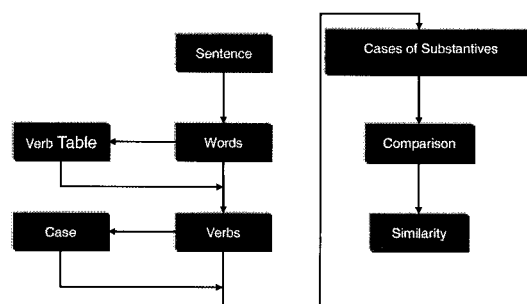 Sentence
Verb Table
Words
Case
Verbs
Cases of Substantives
Comparison
Similarity